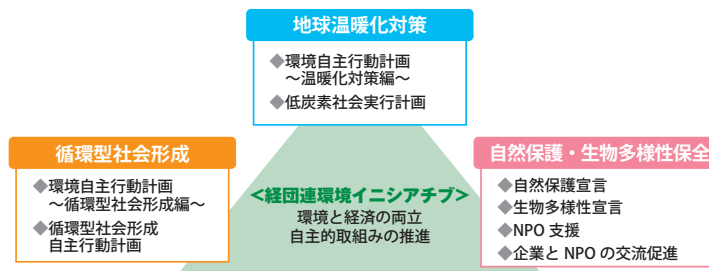 地球温暖化対策
◆環境自主行動計画
～温暖化対策編～
◆低炭素社会実行計画
循環型社会形成
◆環境自主行動計画
～循環型社会形成編～
◆循環型社会形成
自主行動計画
<経団連環境イニシアチブ>
環境と経済の両立
自主的取組みの推進
自然保護・生物多様性保全
◆自然保護宣言
◆生物多様性宣言
◆NPO 支援
◆企業と NPO の交流促進